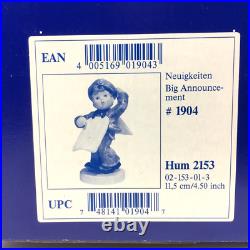 EAN
4 005169 019043
Neuigkeiten
Big Announce-
ment
# 1904
Hum 2153
02-153-01-3
11,5 cm/4.50 inch
UPC
7 48141 01904 7